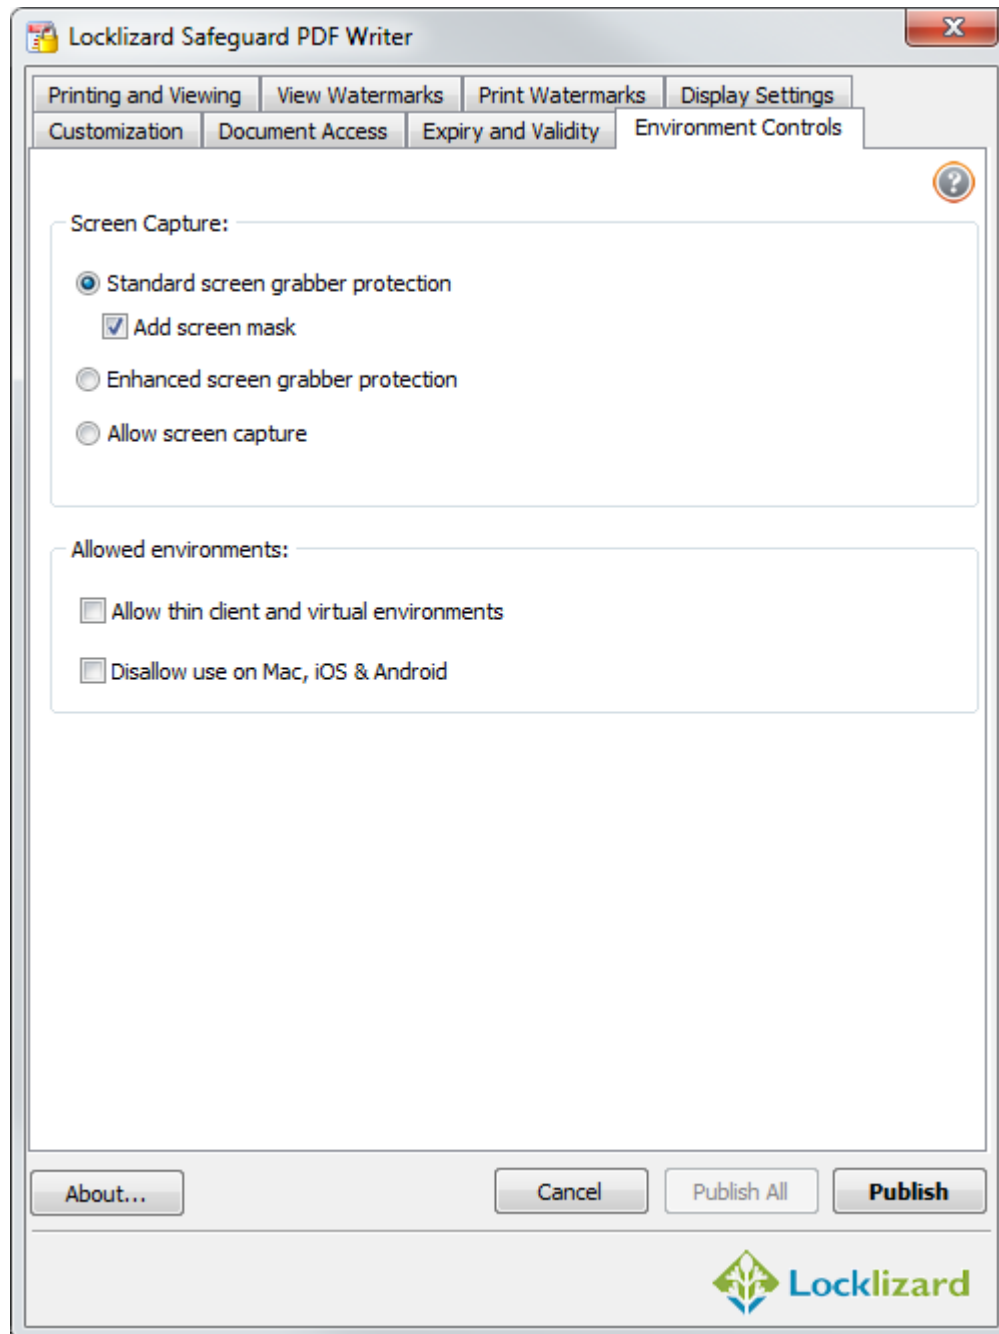 Locklizard Safeguard PDF Writer
x
Printing and Viewing View Watermarks Print Watermarks Display Settings
Customization Document Access Expiry and Validity Environment Controls
?
Screen Capture:
Standard screen grabber protection
Add screen mask
Enhanced screen grabber protection
Allow screen capture
Allowed environments:
Allow thin client and virtual environments
Disallow use on Mac, iOS & Android
About... Cancel Publish All Publish
Locklizard